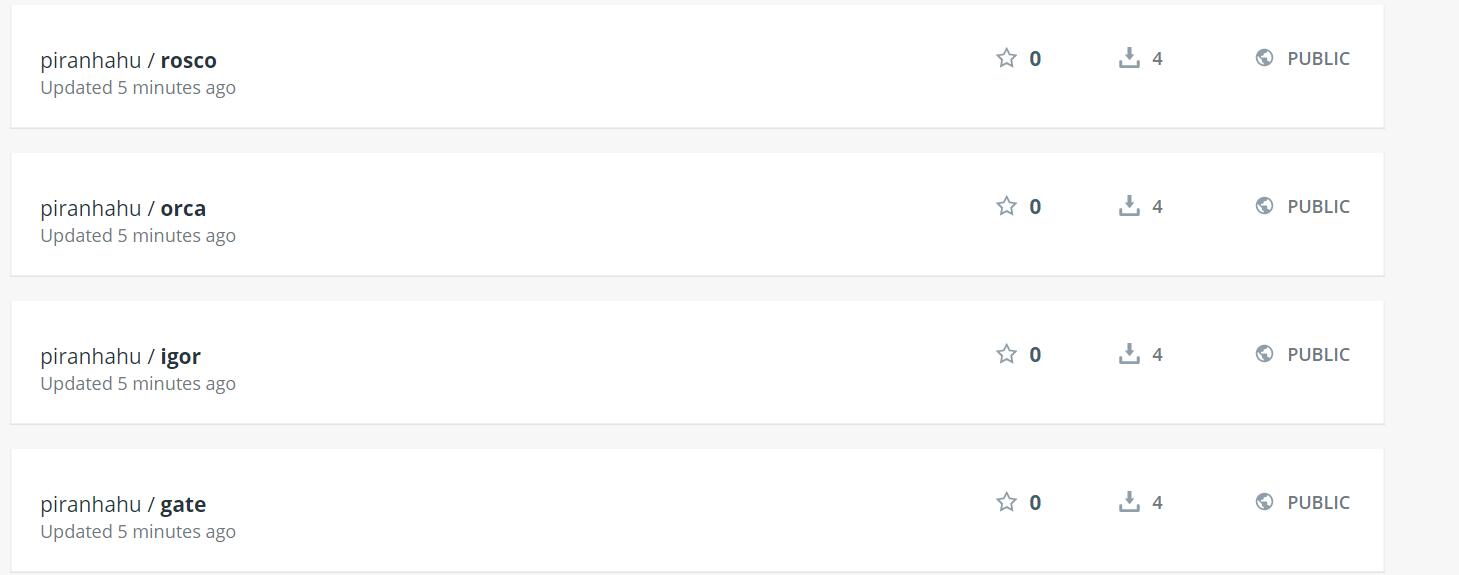 piranhahu / rosco 0 4 PUBLIC
Updated 5 minutes ago
piranhahu / orca 0 4 PUBLIC
Updated 5 minutes ago
piranhahu / igor 0 4 PUBLIC
Updated 5 minutes ago
piranhahu / gate 0 4 PUBLIC
Updated 5 minutes ago